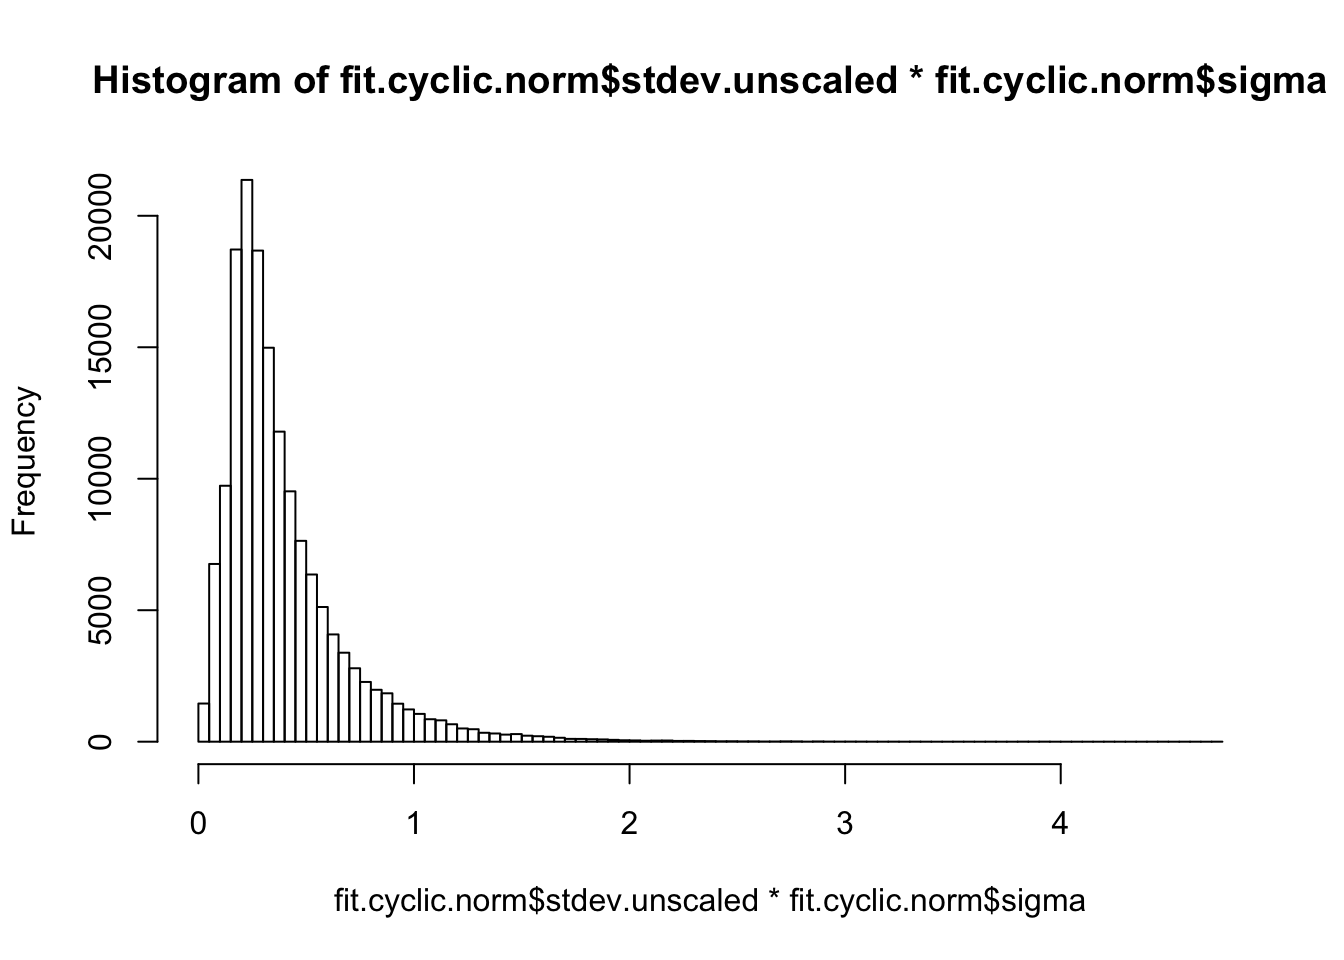 Histogram of fit.cyclic.norm$stdev.unscaled * fit.cyclic.norm$sigma
Frequency
20000
15000
10000
5000
0
0 1 2 3 4
fit.cyclic.norm$stdev.unscaled * fit.cyclic.norm$sigma